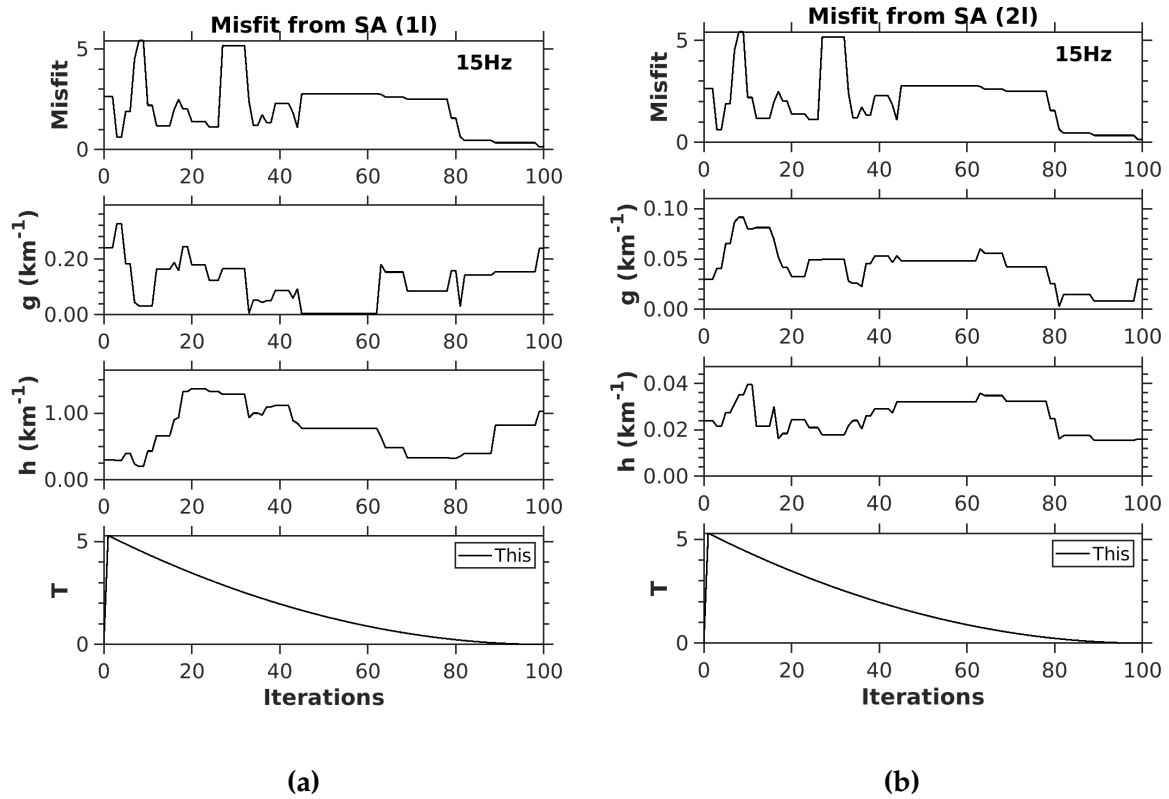 Misfit from SA (1l)
15Hz
Misfit
5
0
0 20 40 60 80 100
g (km⁻¹)
0.20
0.00
0 20 40 60 80 100
h (km⁻¹)
1.00
0.00
0 20 40 60 80 100
T
5
0
This
0 20 40 60 80 100
Iterations
(a)
Misfit from SA (2l)
15Hz
Misfit
5
0
0 20 40 60 80 100
g (km⁻¹)
0.10
0.05
0.00
0 20 40 60 80 100
h (km⁻¹)
0.04
0.02
0.00
0 20 40 60 80 100
T
5
0
This
0 20 40 60 80 100
Iterations
(b)